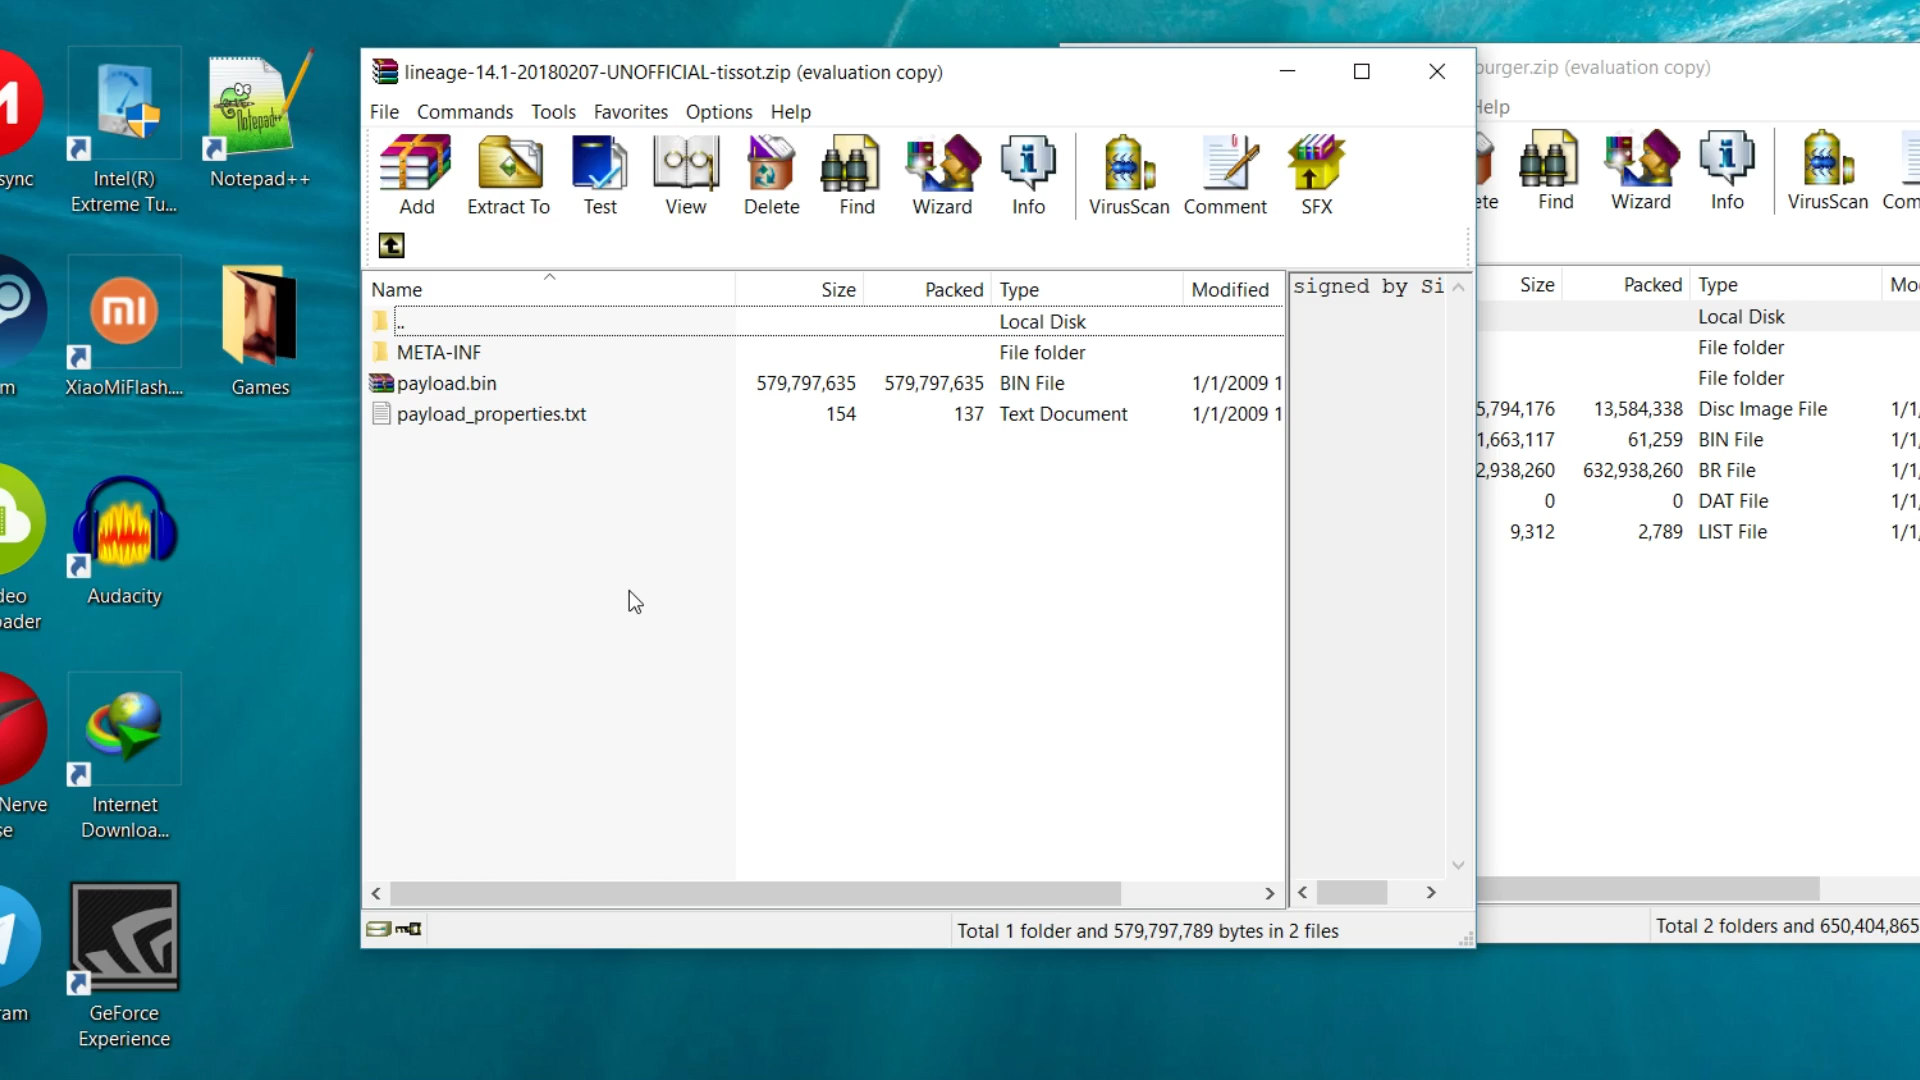 sync
Intel(R)
Extreme Tu...
Notepad++
XiaoMiFlash....
Games
Audacity
Internet
Downloa...
Nerve
GeForce
Experience
lineage-14.1-20180207-UNOFFICIAL-tissot.zip (evaluation copy)
File Commands Tools Favorites Options Help
Add Extract To Test View Delete Find Wizard Info VirusScan Comment SFX
Name Size Packed Type Modified
.. Local Disk
META-INF File folder
payload.bin 579,797,635 579,797,635 BIN File 1/1/2009 1
payload_properties.txt 154 137 Text Document 1/1/2009 1
signed by Si
Total 1 folder and 579,797,789 bytes in 2 files
burger.zip (evaluation copy)
Help
ete Find Wizard Info VirusScan Com
Size Packed Type Mo
Local Disk
File folder
File folder
5,794,176 13,584,338 Disc Image File 1/1/
1,663,117 61,259 BIN File 1/1/
2,938,260 632,938,260 BR File 1/1/
0 0 DAT File 1/1/
9,312 2,789 LIST File 1/1/
Total 2 folders and 650,404,865